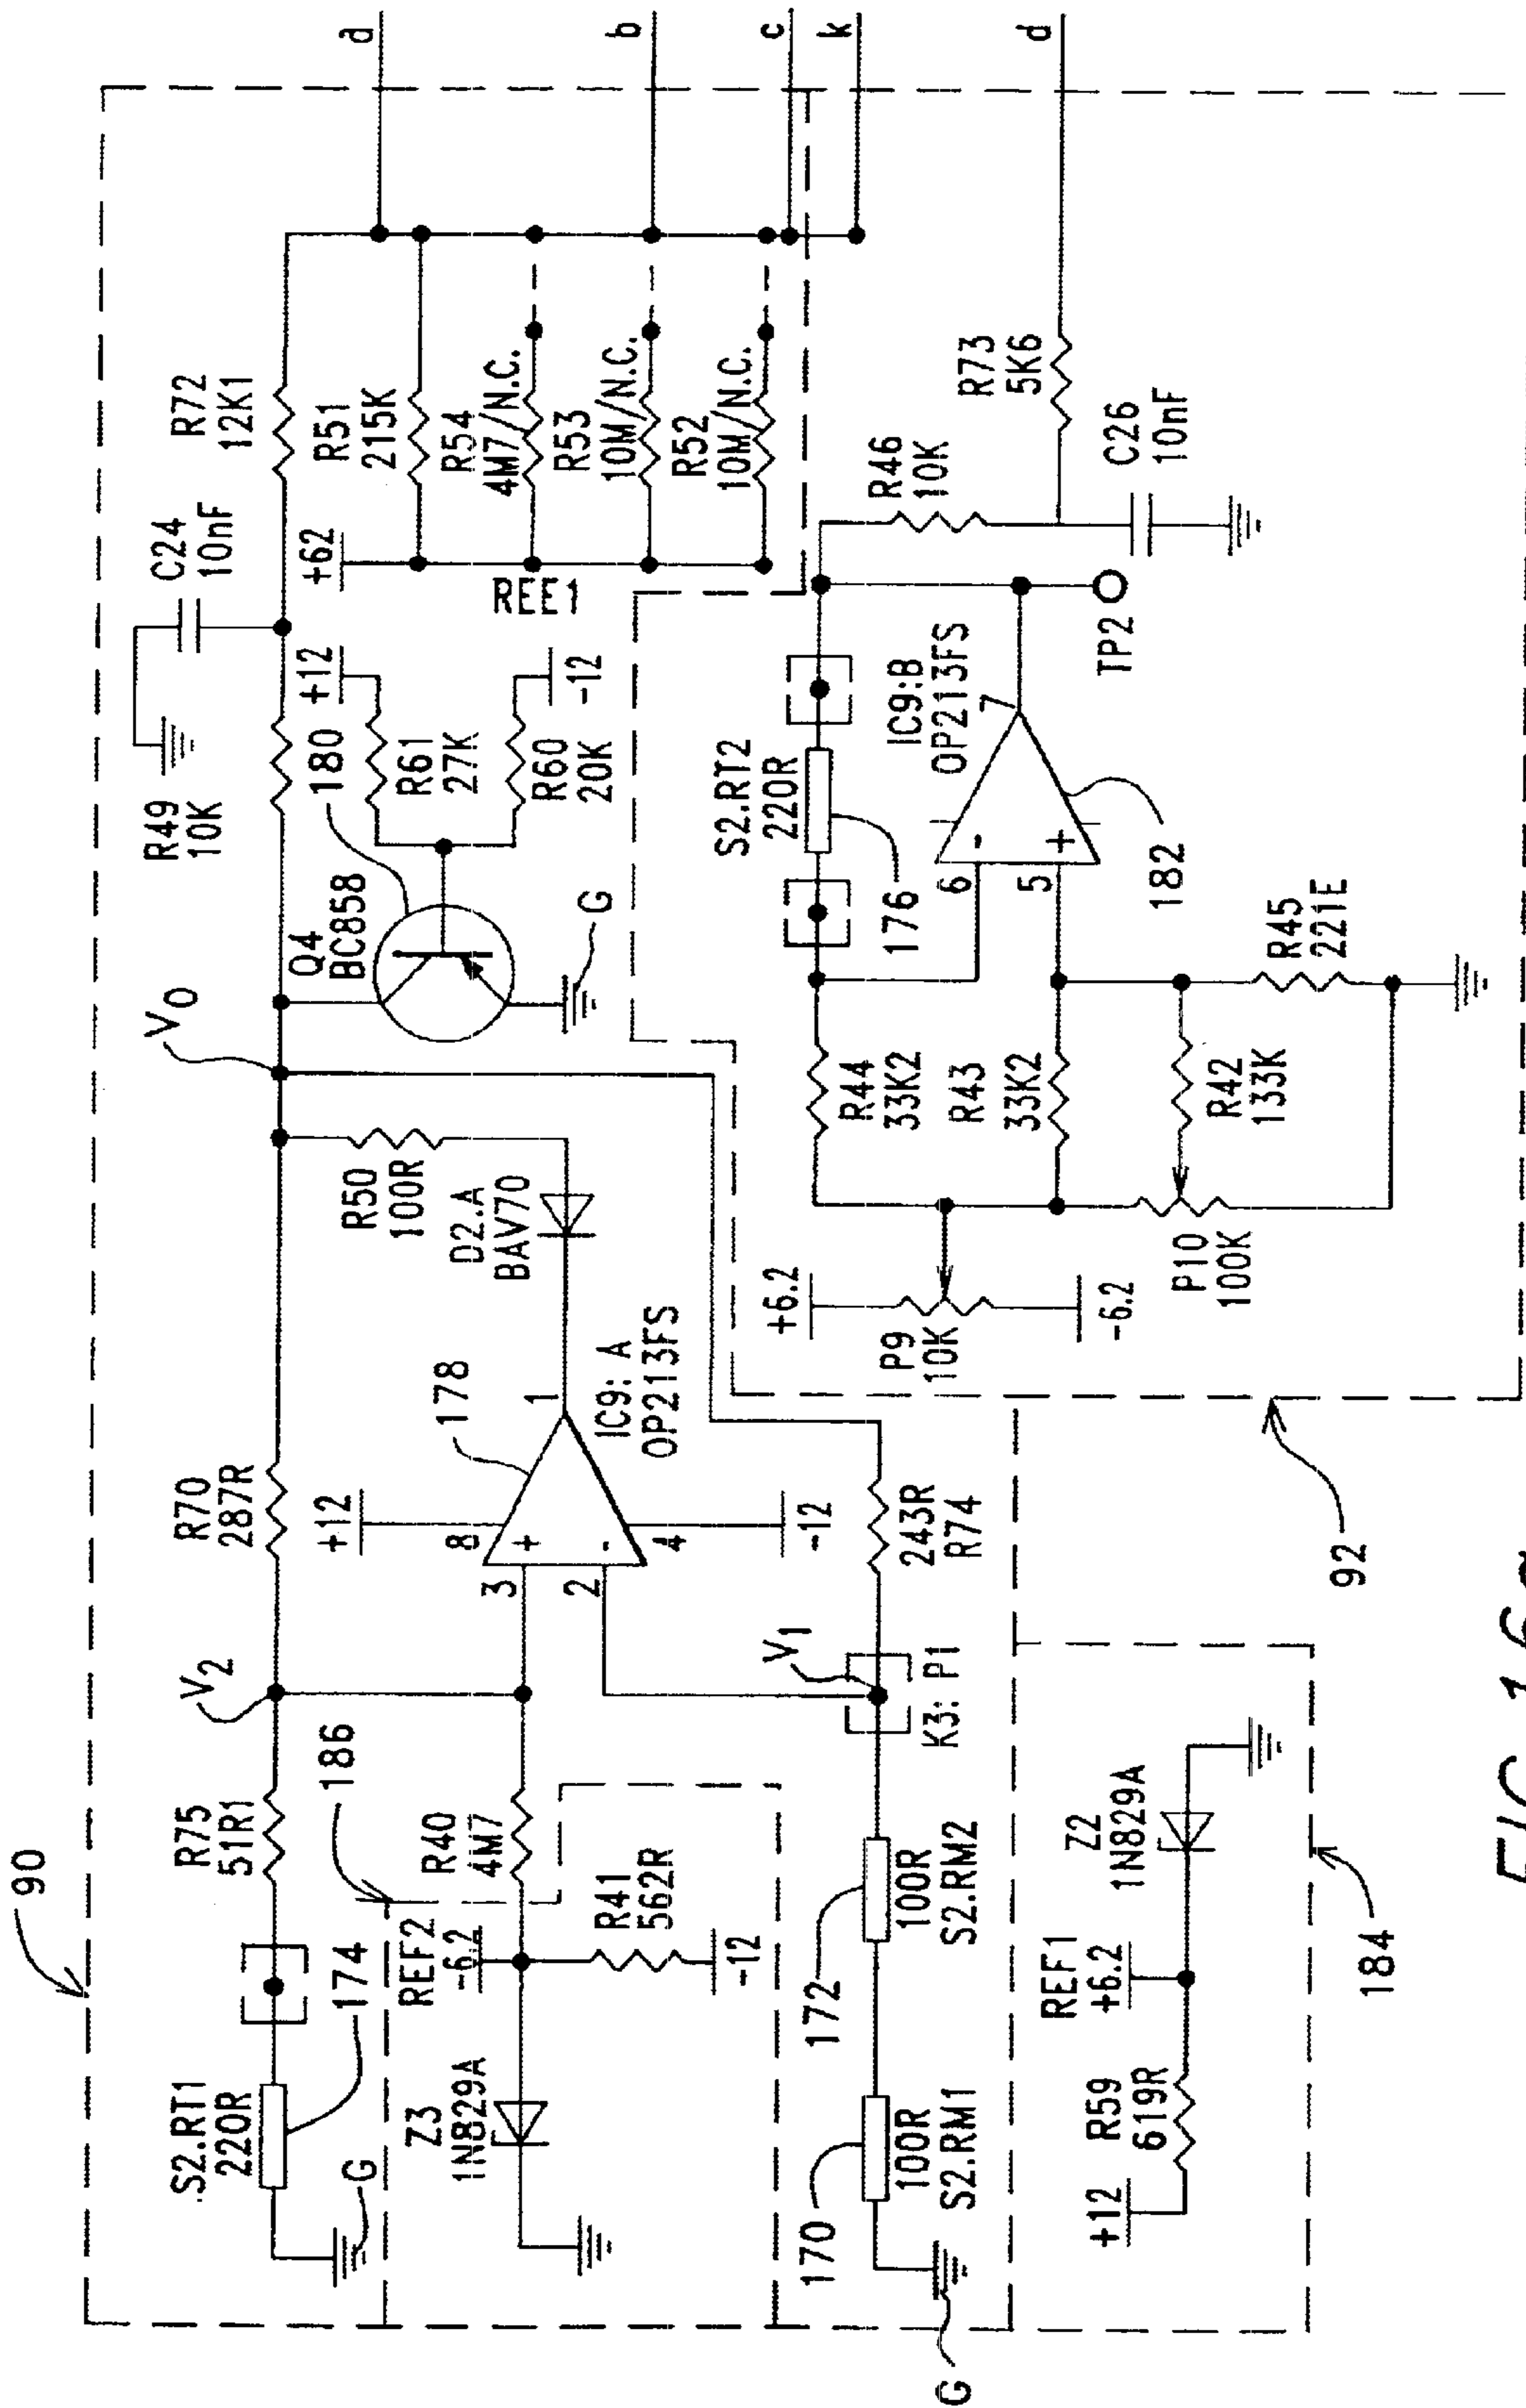 90
S2.RT1
220R
174
G
R75
51R1
V2
R70
287R
V0
Q4
BC858
180
R49
10K
C24
10nF
R72
12K1
a
b
c
k
d
186
REF2
-6.2
R40
4M7
Z3
1N829A
R41
562R
-12
+12
178
3
2
8
4
1
+
-
IC9: A
OP213FS
-12
R50
100R
D2.A
BAV70
G
R61
27K
+12
R60
20K
-12
+62
R51
215K
R54
4M7/N.C.
R53
10M/N.C.
R52
10M/N.C.
REE1
170
100R
S2.RM1
G
172
100R
S2.RM2
V1
K3: P1
243R
R74
S2.RT2
220R
176
R44
33K2
R43
33K2
6
5
7
-
+
IC9:B
OP213FS
182
TP2
R46
10K
R73
5K6
C26
10nF
+6.2
P9
10K
-6.2
P10
100K
R42
133K
R45
221E
92
+12
R59
619R
REF1
+6.2
Z2
1N829A
184